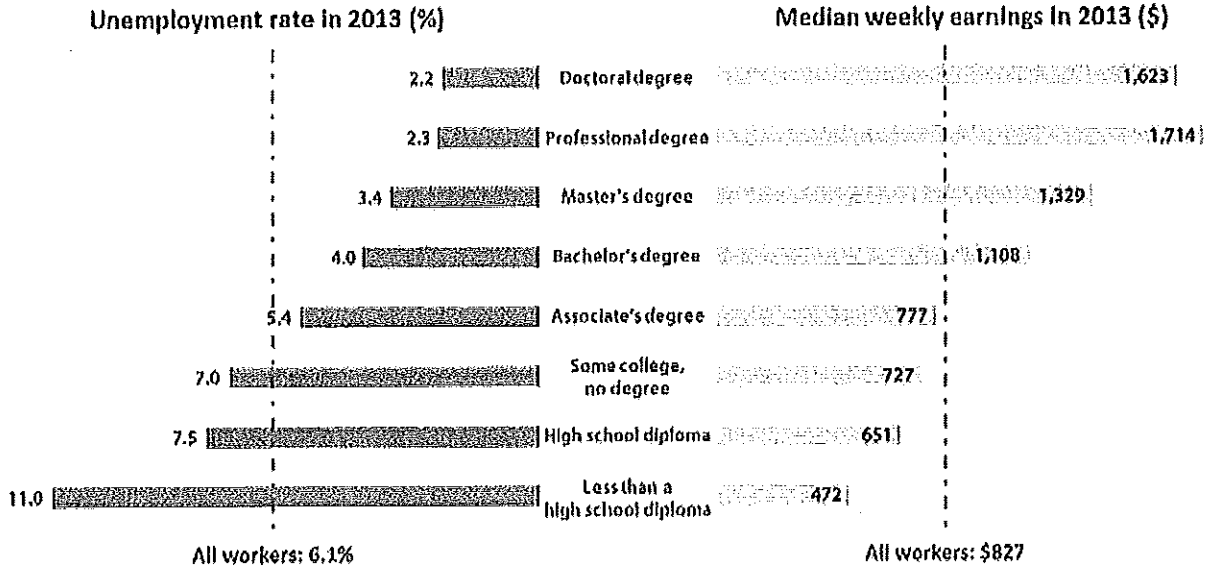 Unemployment rate in 2013 (%)
Median weekly earnings in 2013 ($)
2.2 Doctoral degree 1,623
2.3 Professional degree 1,714
3.4 Master's degree 1,329
4.0 Bachelor's degree 1,108
5.4 Associate's degree 777
7.0 Some college,
no degree 727
7.5 High school diploma 651
11.0 Less than a
high school diploma 472
All workers: 6.1%
All workers: $827